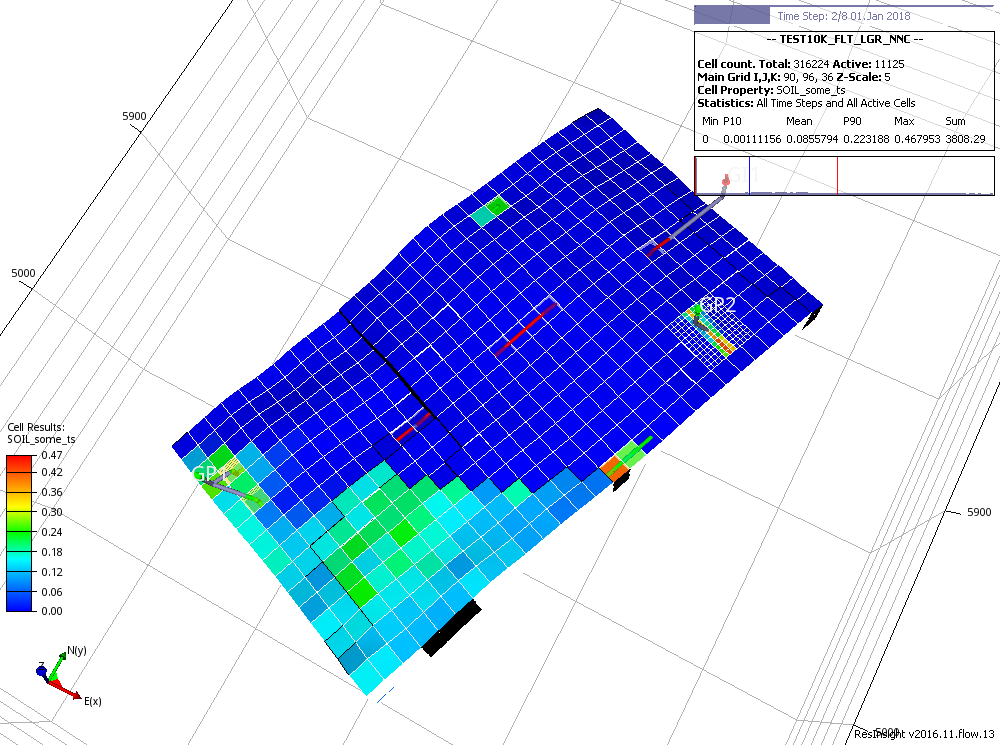 Time Step: 2/8 01.Jan 2018
-- TEST10K_FLT_LGR_NNC --
Cell count. Total: 316224 Active: 11125
Main Grid I,J,K: 90, 96, 36 Z-Scale: 5
Cell Property: SOIL_some_ts
Statistics: All Time Steps and All Active Cells
Min P10 Mean P90 Max Sum
0 0.00111156 0.0855794 0.223188 0.467953 3808.29
5900
5000
GP2
GP1
Cell Results:
SOIL_some_ts
0.47
0.42
0.36
0.30
0.24
0.18
0.12
0.06
0.00
5900
Z
N(y)
E(x)
5000
ResInsight v2016.11.flow.13